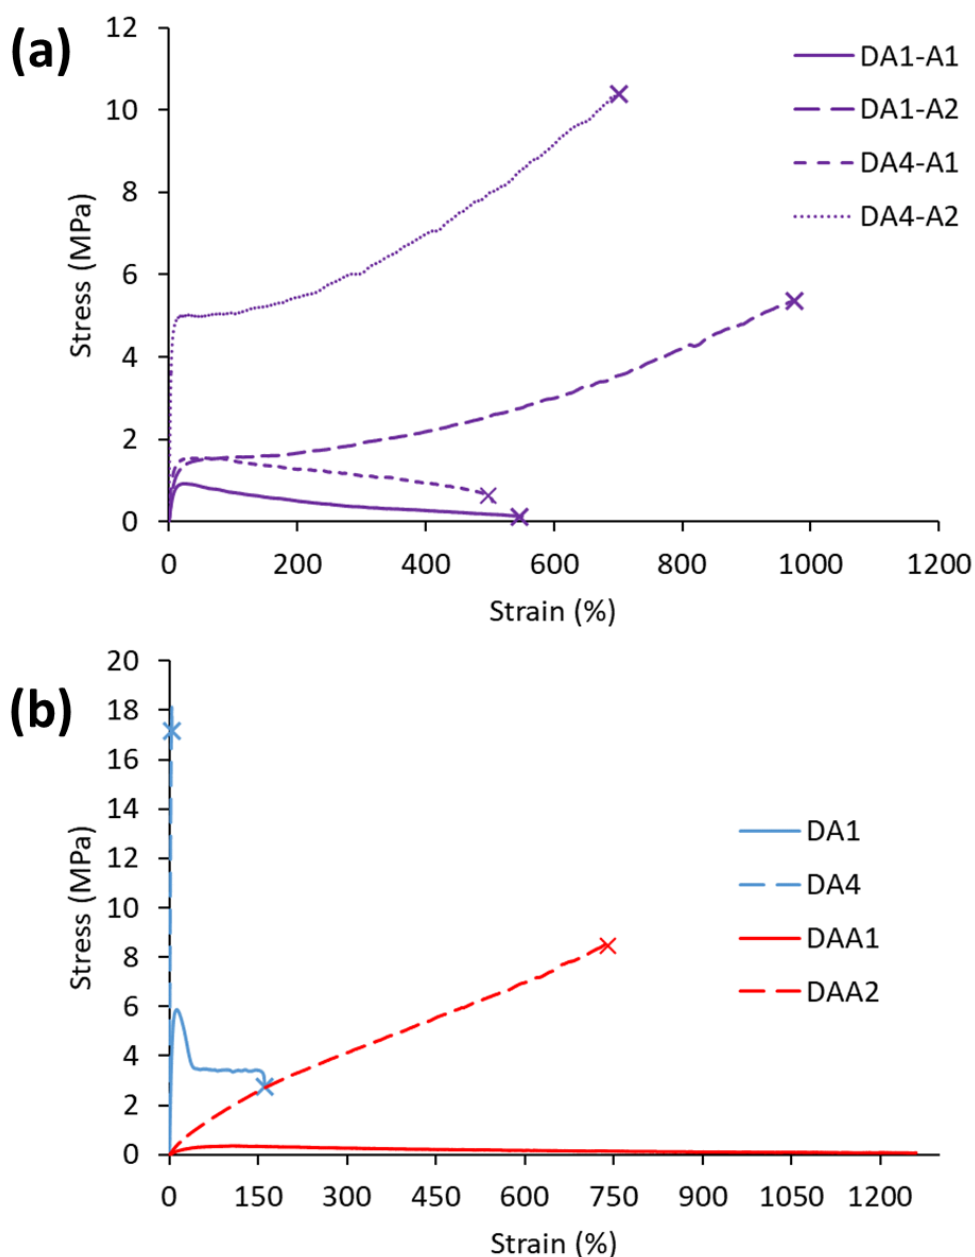 (a)
12
10
8
6
4
2
0
Stress (MPa)
0 200 400 600 800 1000 1200
Strain (%)
DA1-A1
DA1-A2
DA4-A1
DA4-A2
(b)
20
18
16
14
12
10
8
6
4
2
0
Stress (MPa)
0 150 300 450 600 750 900 1050 1200
Strain (%)
DA1
DA4
DAA1
DAA2